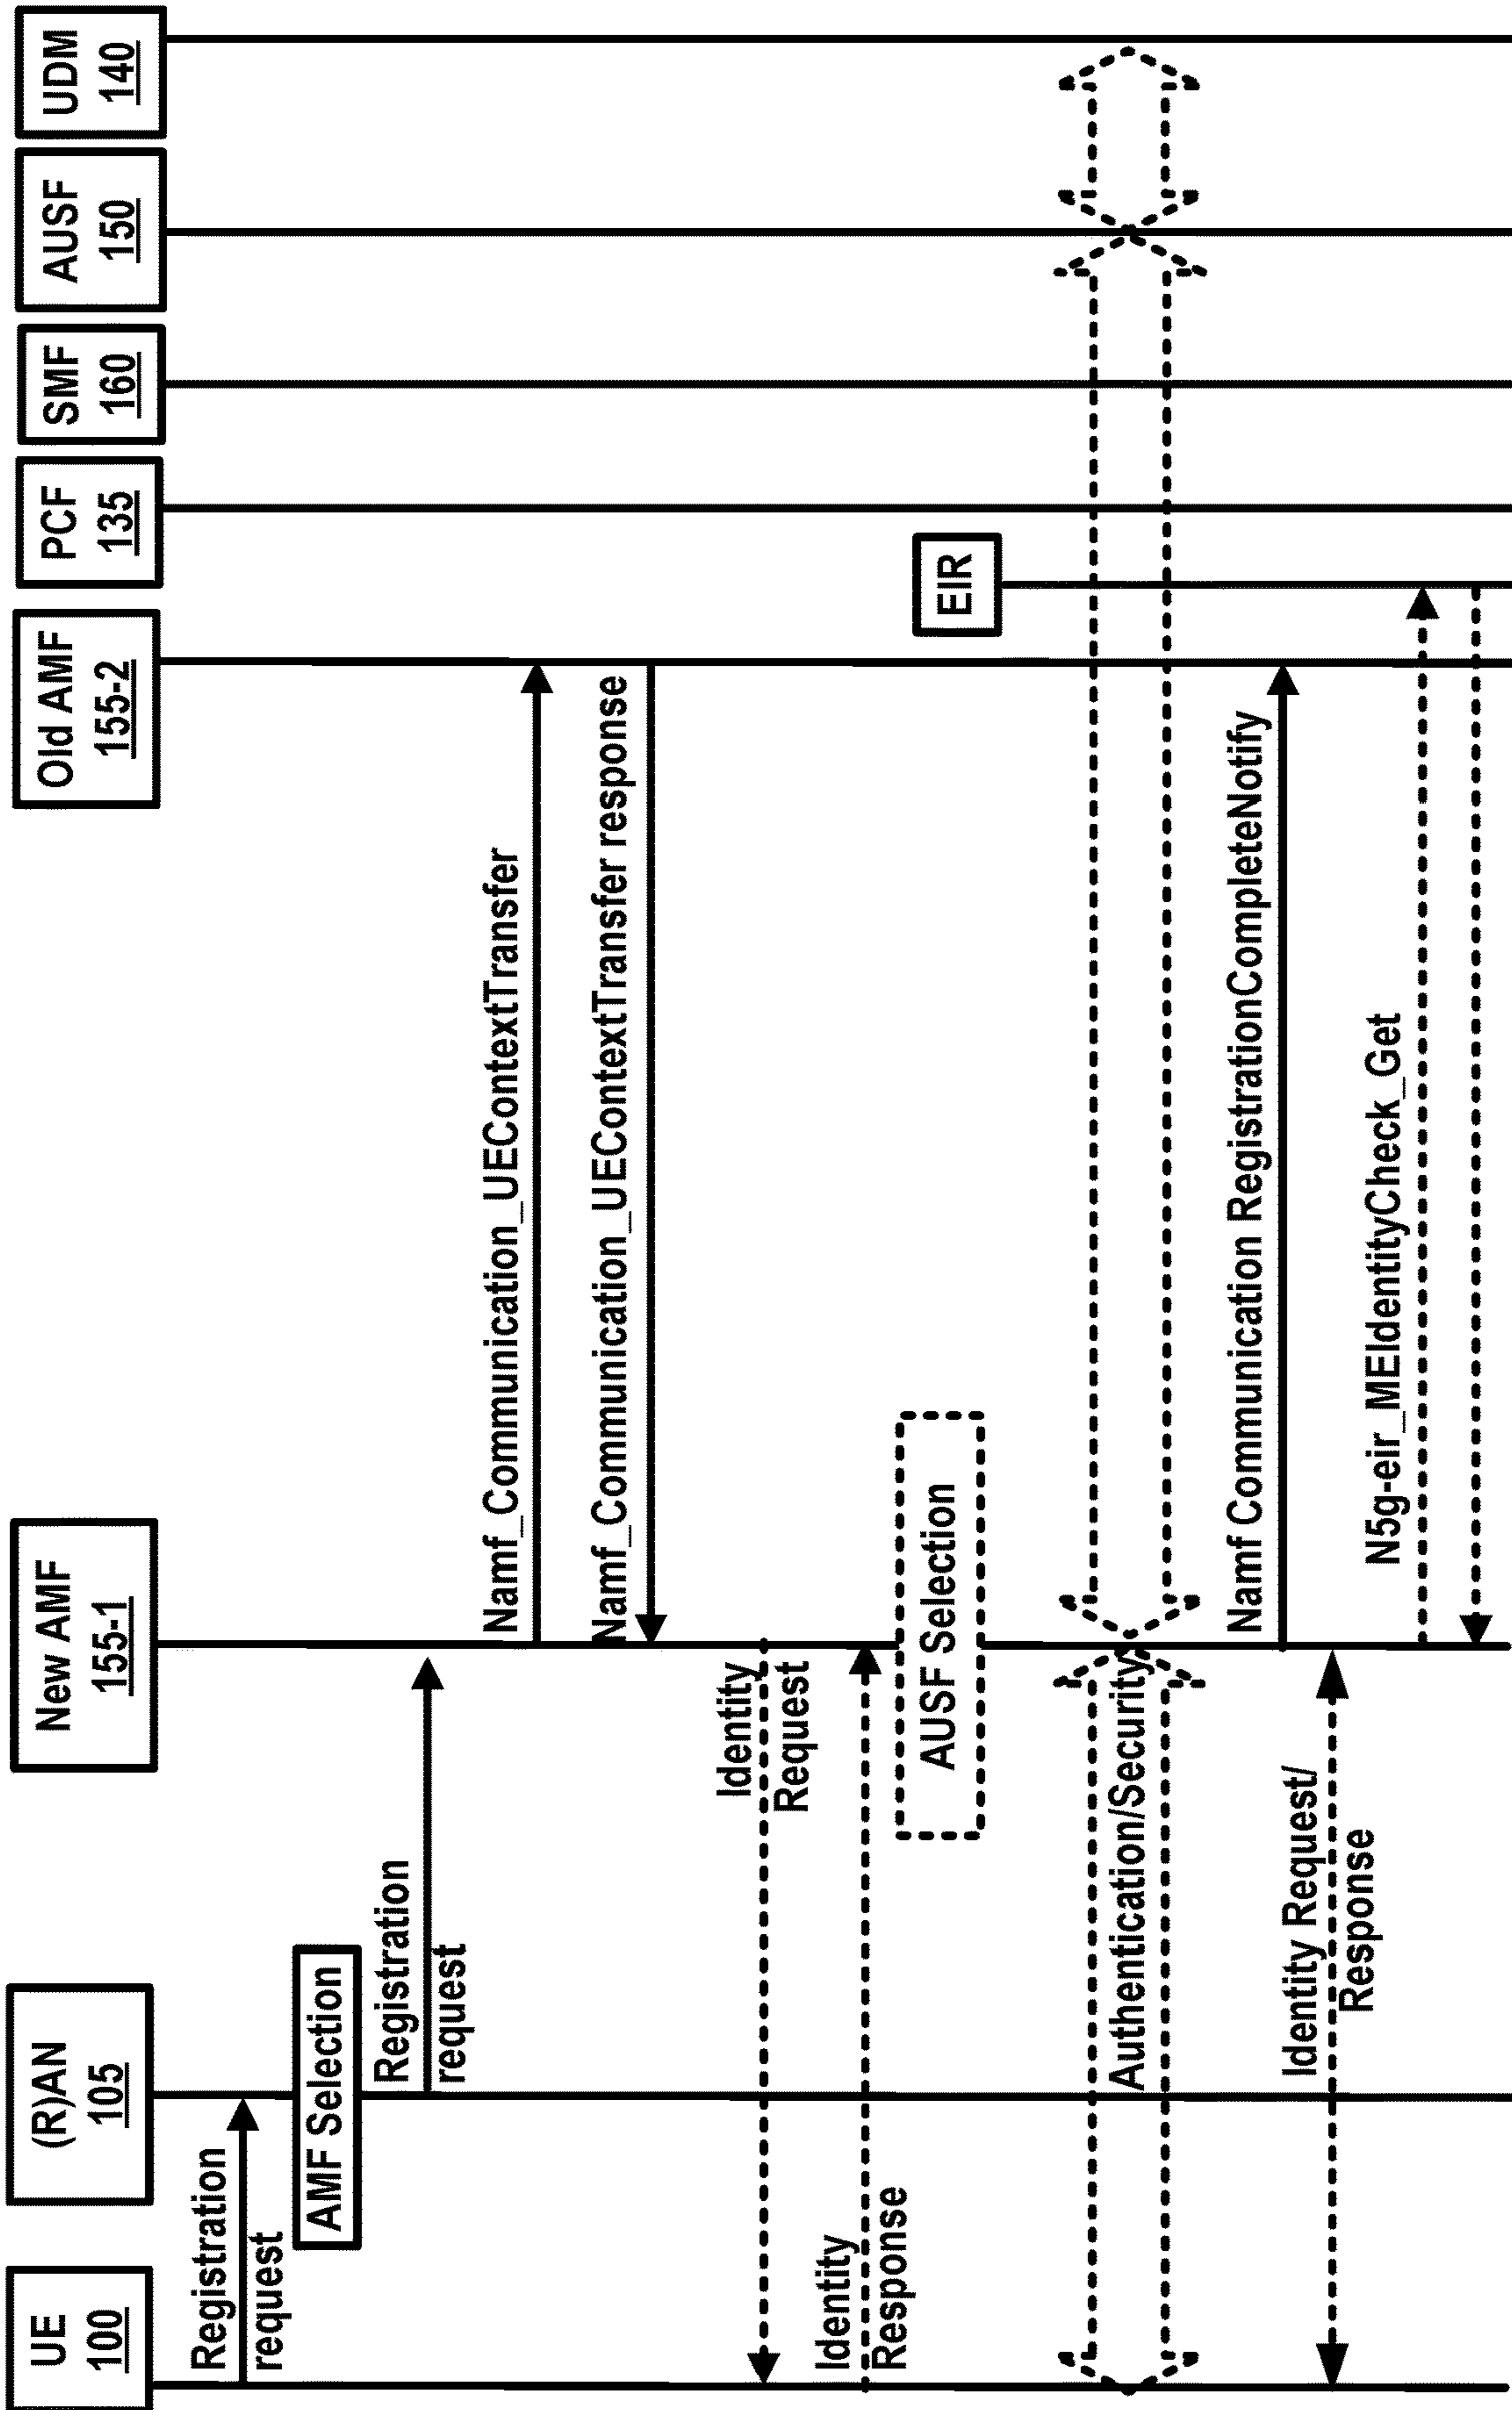 UE
100
(R)AN
105
New AMF
155-1
Old AMF
155-2
PCF
135
SMF
160
AUSF
150
UDM
140
Registration
request
AMF Selection
Registration
request
Namf_Communication_UEContextTransfer
Namf_Communication_UEContextTransfer response
Identity
Request
Identity
Response
AUSF Selection
EIR
Authentication/Security
Namf Communication RegistrationCompleteNotify
Identity Request/
Response
N5g-eir_MEIdentityCheck_Get